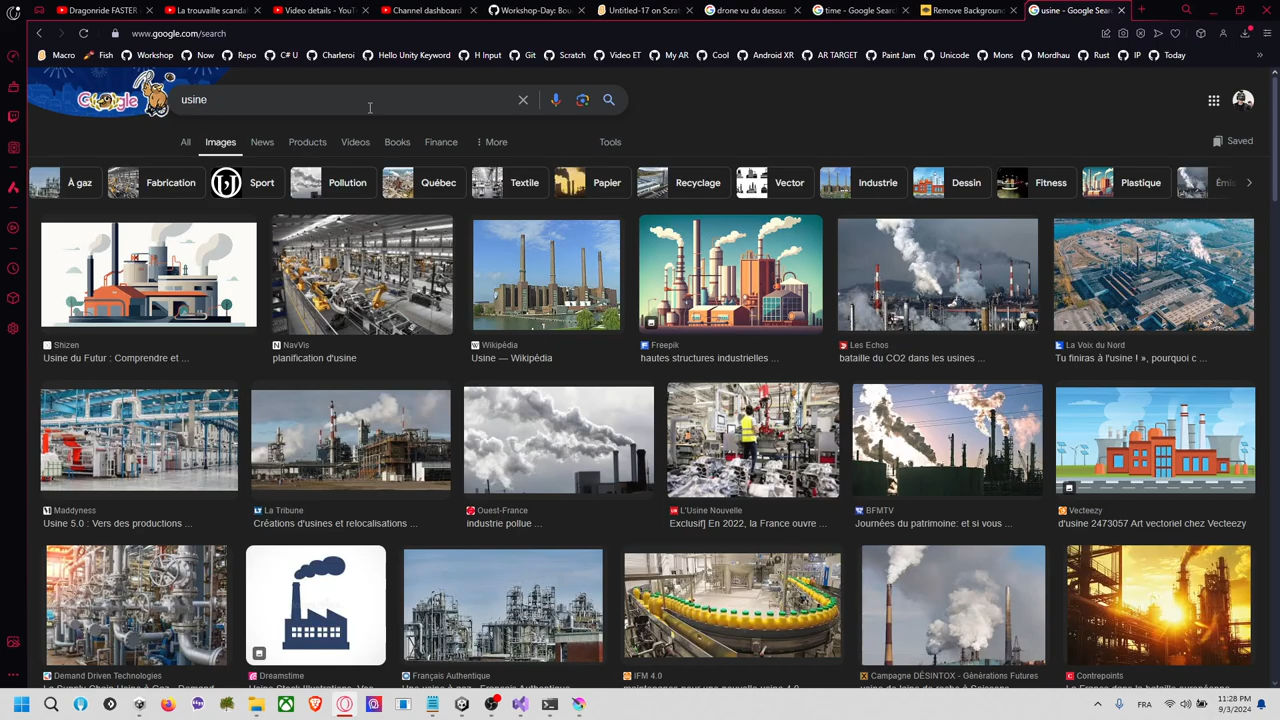 Dragonride FASTER
La trouvaille scandal
Video details - YouT
Channel dashboard
Workshop-Day: Bou
Untitled-17 on Scrat
drone vu du dessus
time - Google Searc
Remove Background
usine - Google Searc
www.google.com/search
Macro
Fish
Workshop
Now
Repo
C# U
Charleroi
Hello Unity Keyword
H Input
Git
Scratch
Video ET
My AR
Cool
Android XR
AR TARGET
Paint Jam
Unicode
Mons
Mordhau
Rust
IP
Today
Google
usine
All
Images
News
Products
Videos
Books
Finance
More
Tools
Saved
À gaz
Fabrication
Sport
Pollution
Québec
Textile
Papier
Recyclage
Vector
Industrie
Dessin
Fitness
Plastique
Émis
Shizen
Usine du Futur : Comprendre et ...
NavVis
planification d'usine
Wikipédia
Usine — Wikipédia
Freepik
hautes structures industrielles ...
Les Echos
bataille du CO2 dans les usines ...
La Voix du Nord
Tu finiras à l'usine ! », pourquoi c ...
Maddyness
Usine 5.0 : Vers des productions ...
La Tribune
Créations d'usines et relocalisations ...
Ouest-France
industrie pollue ...
L'Usine Nouvelle
Exclusif] En 2022, la France ouvre ...
BFMTV
Journées du patrimoine: et si vous ...
Vecteezy
d'usine 2473057 Art vectoriel chez Vecteezy
Demand Driven Technologies
Dreamstime
Français Authentique
IFM 4.0
Campagne DÉSINTOX - Générations Futures
Contrepoints
FRA
11:28 PM
9/3/2024